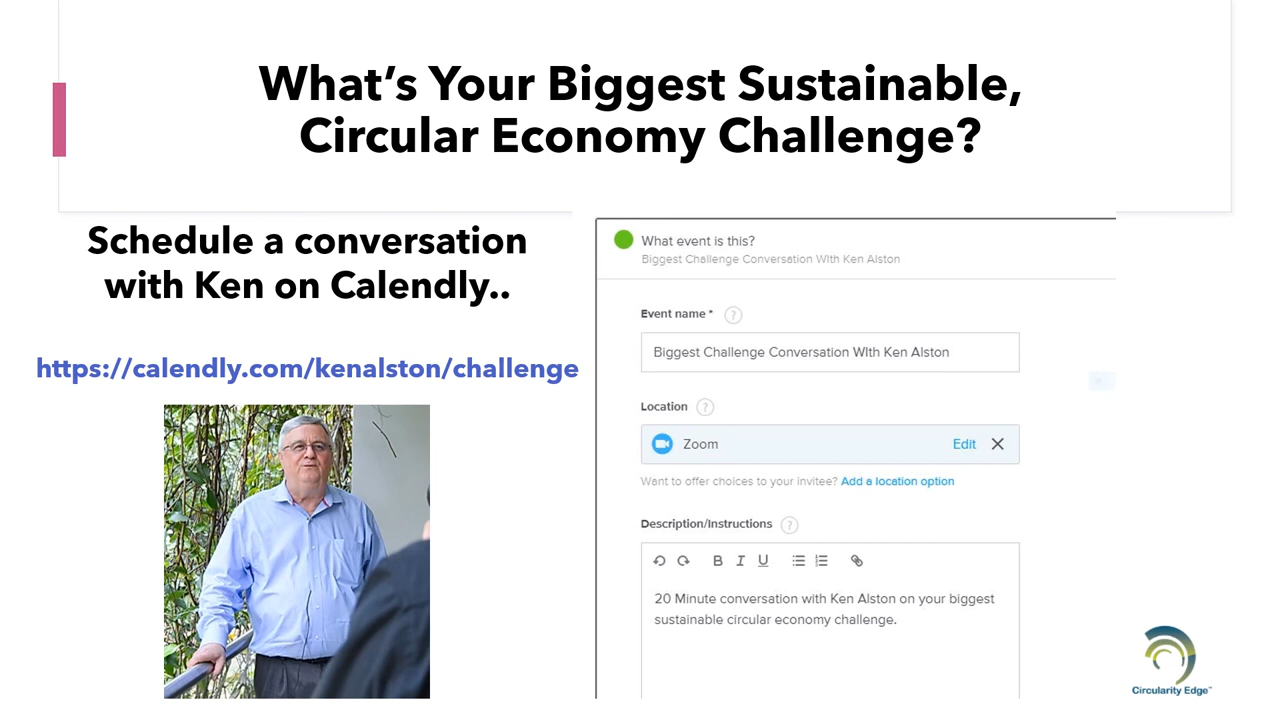 What’s Your Biggest Sustainable,
Circular Economy Challenge?
Schedule a conversation
with Ken on Calendly..
https://calendly.com/kenalston/challenge
What event is this?
Biggest Challenge Conversation With Ken Alston
Event name *
?
Biggest Challenge Conversation WIth Ken Alston
Location
?
Zoom
Edit
Want to offer choices to your invitee? Add a location option
Description/Instructions
?
B I U
20 Minute conversation with Ken Alston on your biggest
sustainable circular economy challenge.
Circularity Edge™